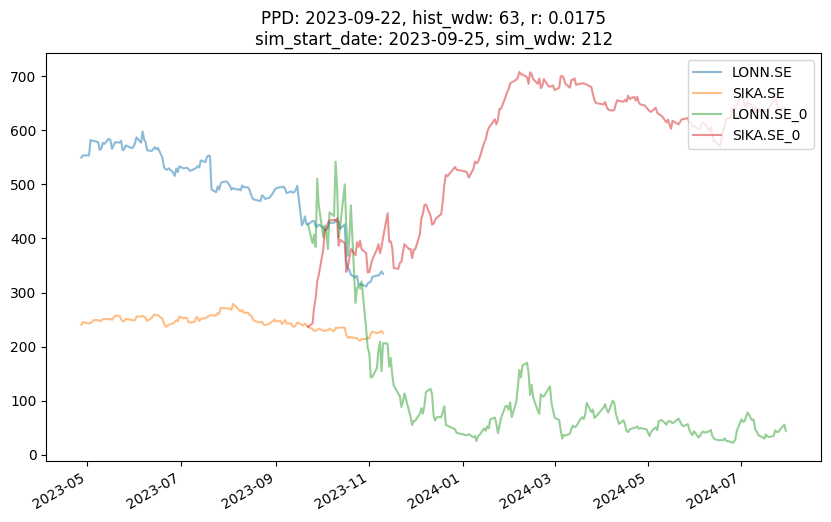 PPD: 2023-09-22, hist_wdw: 63, r: 0.0175
sim_start_date: 2023-09-25, sim_wdw: 212
LONN.SE
SIKA.SE
LONN.SE_0
SIKA.SE_0
700
600
500
400
300
200
100
0
2023-05
2023-07
2023-09
2023-11
2024-01
2024-03
2024-05
2024-07